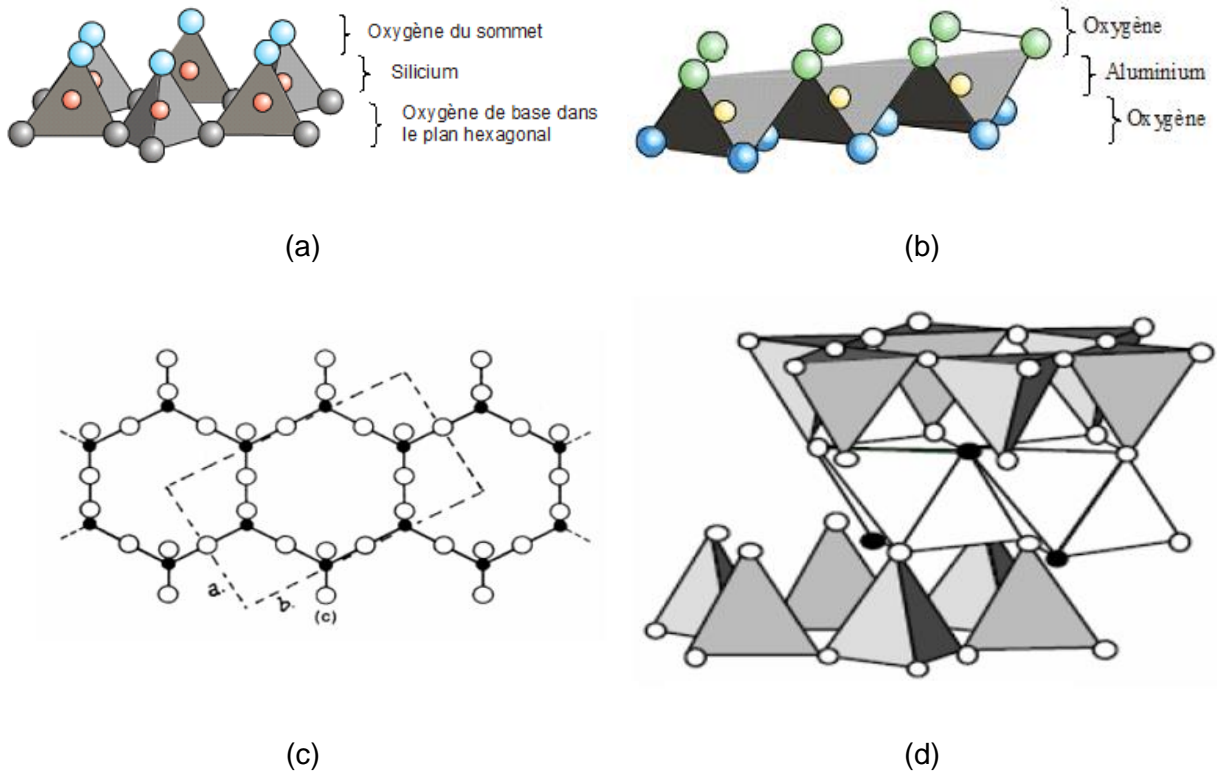 Oxygène du sommet
Silicium
Oxygène de base dans
le plan hexagonal
(a)
Oxygène
Aluminium
Oxygène
(b)
a.
b.
(c)
(c)
(d)